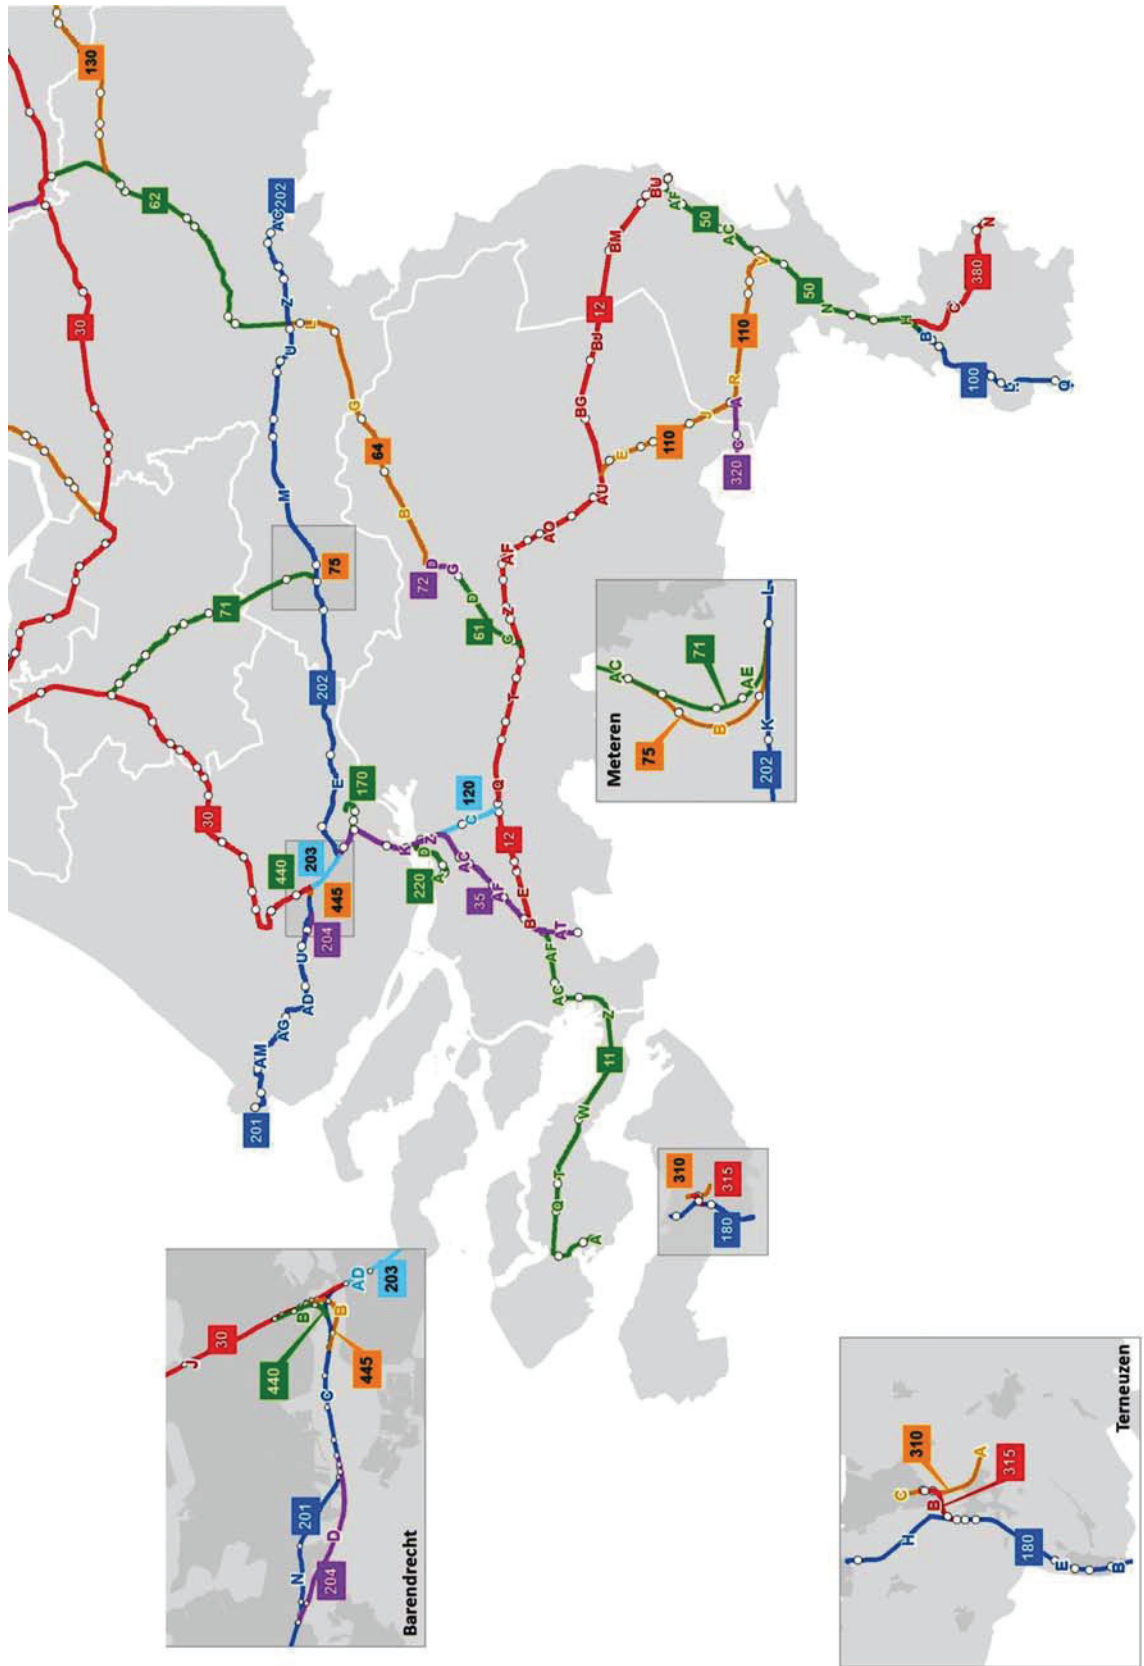 130
62
AC
202
30
Z
U
L
G
64
M
B
75
71
202
D
72
G
D
61
C
30
E
440
203
445
204
170
U
AD
AG
AM
201
K
D
Z
A
220
C
120
AC
35
AF
B
AT
AF
AC
Z
11
W
T
Q
A
E
12
Q
T
Z
AF
AO
AU
BG
BJ
12
BM
BU
AF
50
AC
V
50
N
H
B
C
380
N
100
L
Q
E
110
J
R
110
A
C
320
Meteren
AC
71
AE
B
75
K
L
202
310
315
180
Barendrecht
J
30
B
440
B
445
AD
203
C
201
N
D
204
Terneuzen
310
C
A
B
315
H
180
E
B